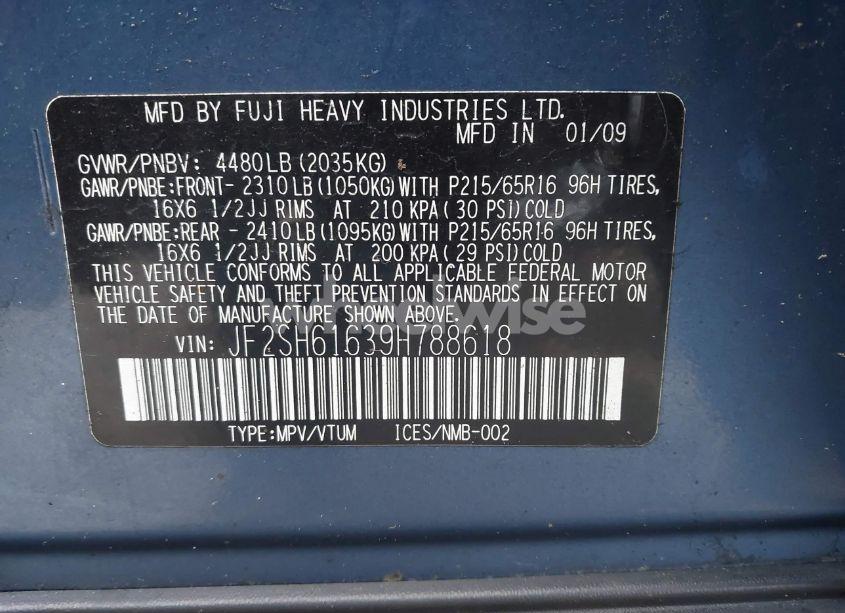 MFD BY FUJI HEAVY INDUSTRIES LTD.
MFD IN 01/09
GVWR/PNBV: 4480LB(2035KG)
GAWR/PNBE:FRONT- 2310LB(1050KG)WITH P215/65R16 96H TIRES,
16X6 1/2JJ RIMS AT 210 KPA(30 PSI)COLD
GAWR/PNBE:REAR - 2410LB(1095KG)WITH P215/65R16 96H TIRES,
16X6 1/2JJ RIMS AT 200 KPA(29 PSI)COLD
THIS VEHICLE CONFORMS TO ALL APPLICABLE FEDERAL MOTOR
VEHICLE SAFETY AND THEFT PREVENTION STANDARDS IN EFFECT ON
THE DATE OF MANUFACTURE SHOWN ABOVE.
VIN: JF2SH61639H788618
TYPE:MPV/VTUM ICES/NMB-002